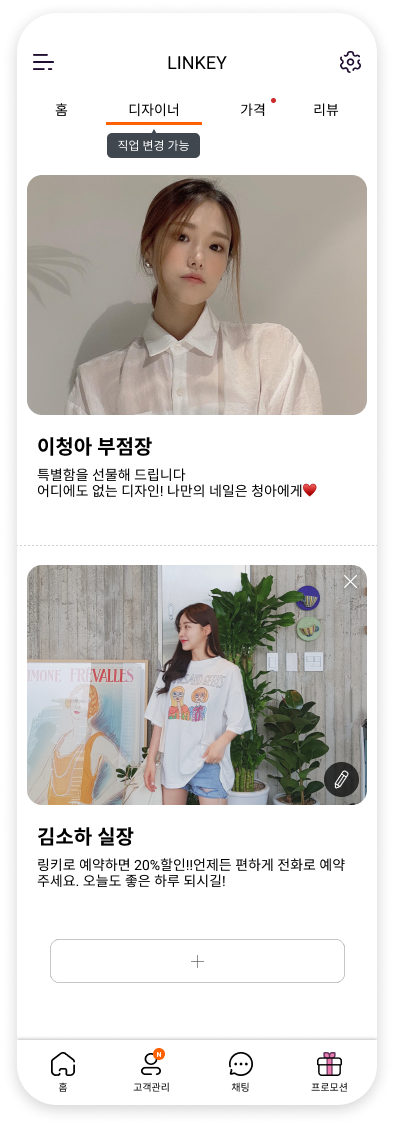 LINKEY
홈 디자이너 가격 리뷰
직업 변경 가능
이청아 부점장
특별함을 선물해 드립니다
어디에도 없는 디자인! 나만의 네일은 청아에게❤️
MONE FREVALLES
김소하 실장
링키로 예약하면 20%할인!!언제든 편하게 전화로 예약
주세요. 오늘도 좋은 하루 되시길!
N
홈 고객관리 채팅 프로모션